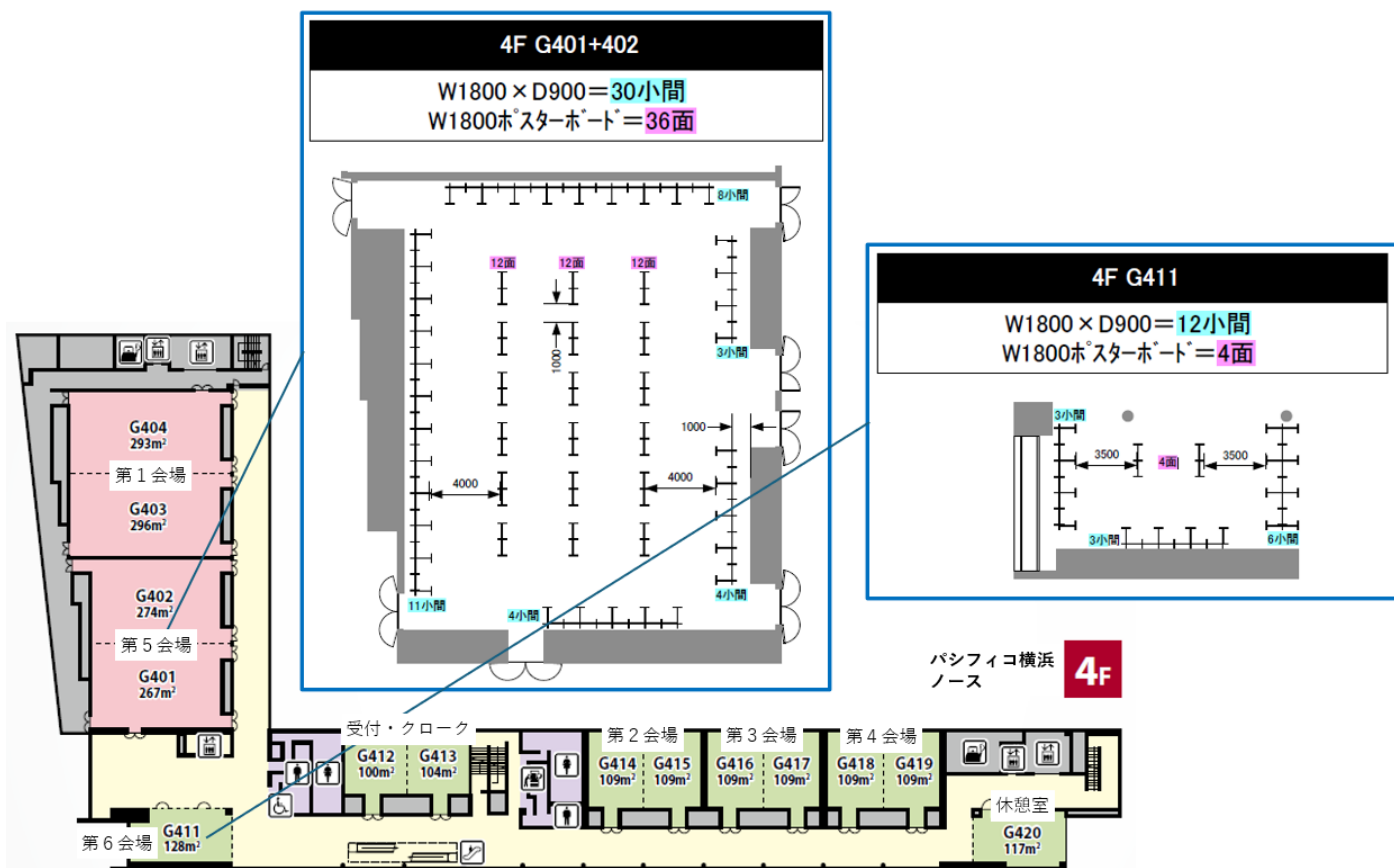 4F G401+402
W1800×D900=30小間
W1800ﾎﾟｽﾀｰﾎﾞｰﾄﾞ=36面
8小間
12面
12面
12面
1000
3小間
1000
4000
4000
11小間
4小間
4小間
4F G411
W1800×D900=12小間
W1800ﾎﾟｽﾀｰﾎﾞｰﾄﾞ=4面
3小間
3500
4面
3500
3小間
6小間
G404
293m²
第1会場
G403
296m²
G402
274m²
第5会場
G401
267m²
パシフィコ横浜
ノース
4F
受付・クローク
G412
100m²
G413
104m²
第2会場
G414
109m²
G415
109m²
第3会場
G416
109m²
G417
109m²
第4会場
G418
109m²
G419
109m²
第6会場
G411
128m²
休憩室
G420
117m²